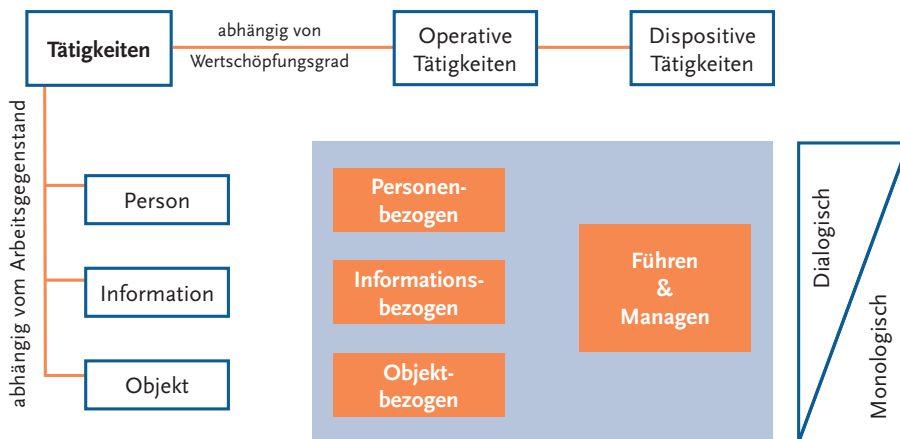 Tätigkeiten
abhängig von
Wertschöpfungsgrad
Operative
Tätigkeiten
Dispositive
Tätigkeiten
abhängig vom Arbeitsgegenstand
Person
Information
Objekt
Personen-
bezogen
Informations-
bezogen
Objekt-
bezogen
Führen
&
Managen
Dialogisch
Monologisch